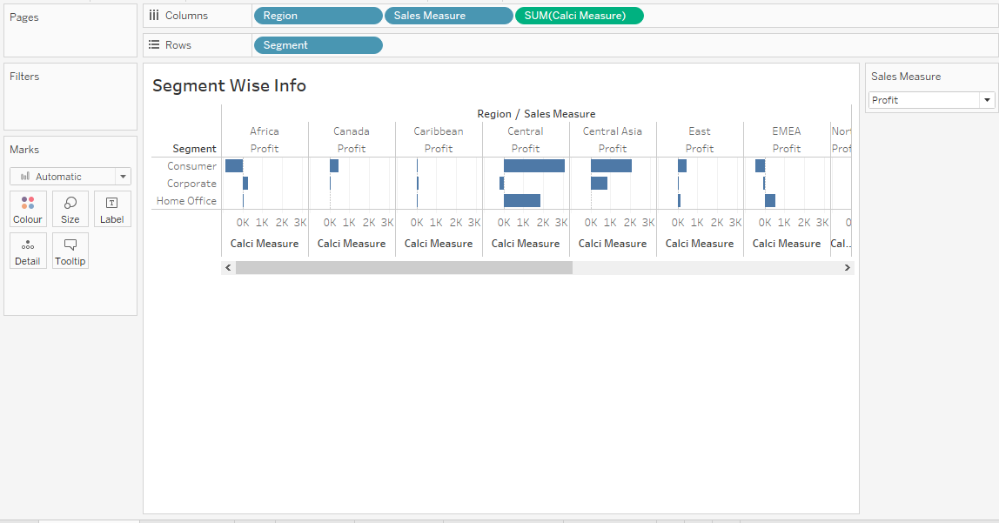 Pages
Columns
Region
Sales Measure
SUM(Calci Measure)
Rows
Segment
Filters
Marks
Automatic
Colour Size Label
Detail Tooltip
Segment Wise Info
Region / Sales Measure
Africa Canada Caribbean Central Central Asia East EMEA Nor
Segment Profit Profit Profit Profit Profit Profit Profit Prof
Consumer
Corporate
Home Office
0K 1K 2K 3K 0K 1K 2K 3K 0K 1K 2K 3K 0K 1K 2K 3K 0K 1K 2K 3K 0K 1K 2K 3K 0K 1K 2K 3K 0
Calci Measure Calci Measure Calci Measure Calci Measure Calci Measure Calci Measure Calci Measure Cal..
Sales Measure
Profit